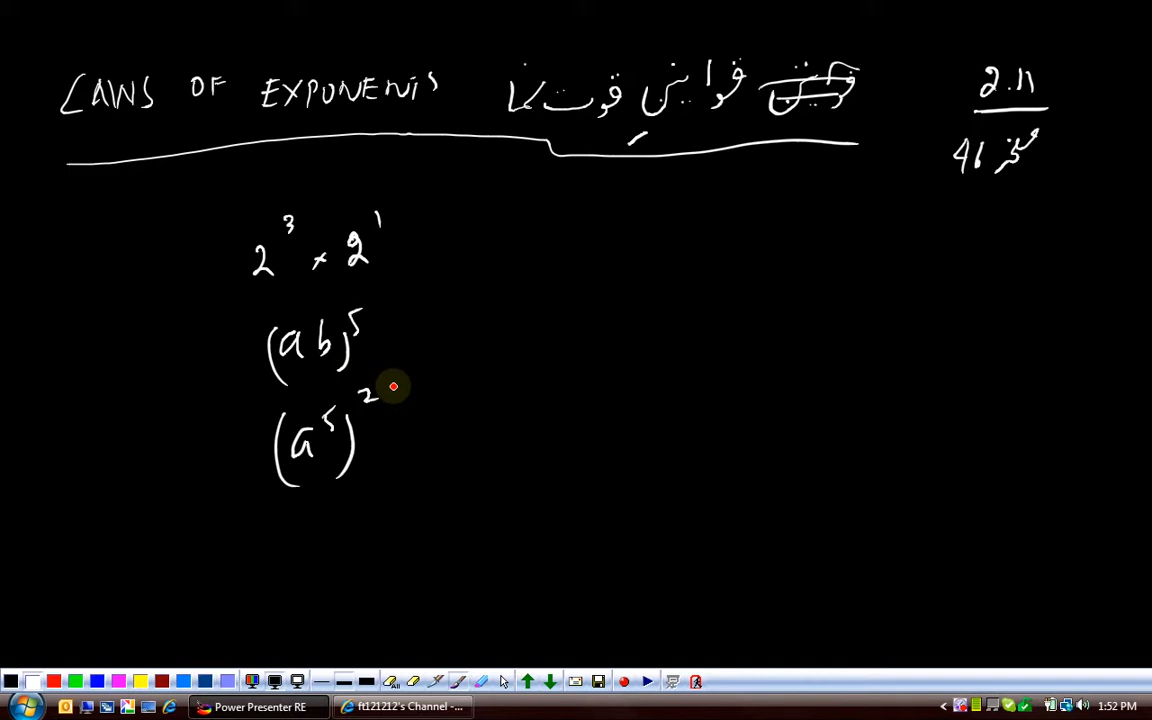 LAWS OF EXPONENTS قوانین قوت نما
2.11
46 صفحہ
2³ × 2¹
(ab)⁵
(a⁵)²
Power Presenter RE
ft121212's Channel -...
1:52 PM